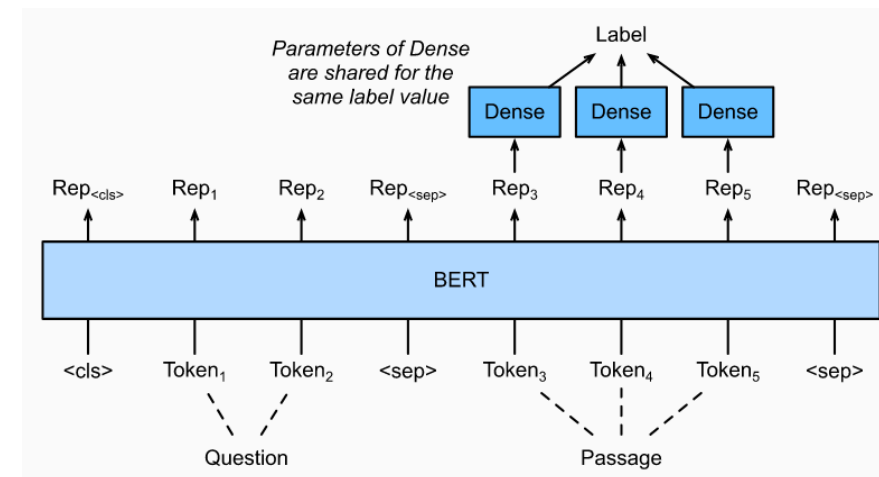 Label
Parameters of Dense
are shared for the
same label value
Dense Dense Dense
Rep<cls> Rep1 Rep2 Rep<sep> Rep3 Rep4 Rep5 Rep<sep>
BERT
<cls> Token1 Token2 <sep> Token3 Token4 Token5 <sep>
Question Passage